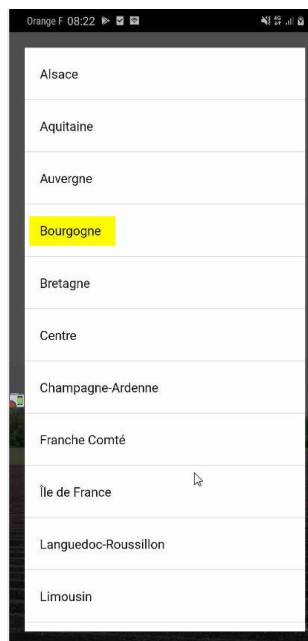 Orange F 08:22
Alsace
Aquitaine
Auvergne
Bourgogne
Bretagne
Centre
Champagne-Ardenne
Franche Comté
Île de France
Languedoc-Roussillon
Limousin